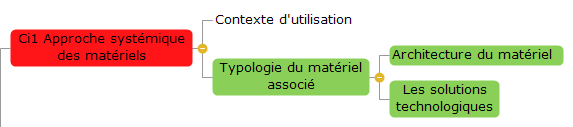 Ci1 Approche systémique
des matériels
Contexte d'utilisation
Typologie du matériel
associé
Architecture du matériel
Les solutions
technologiques